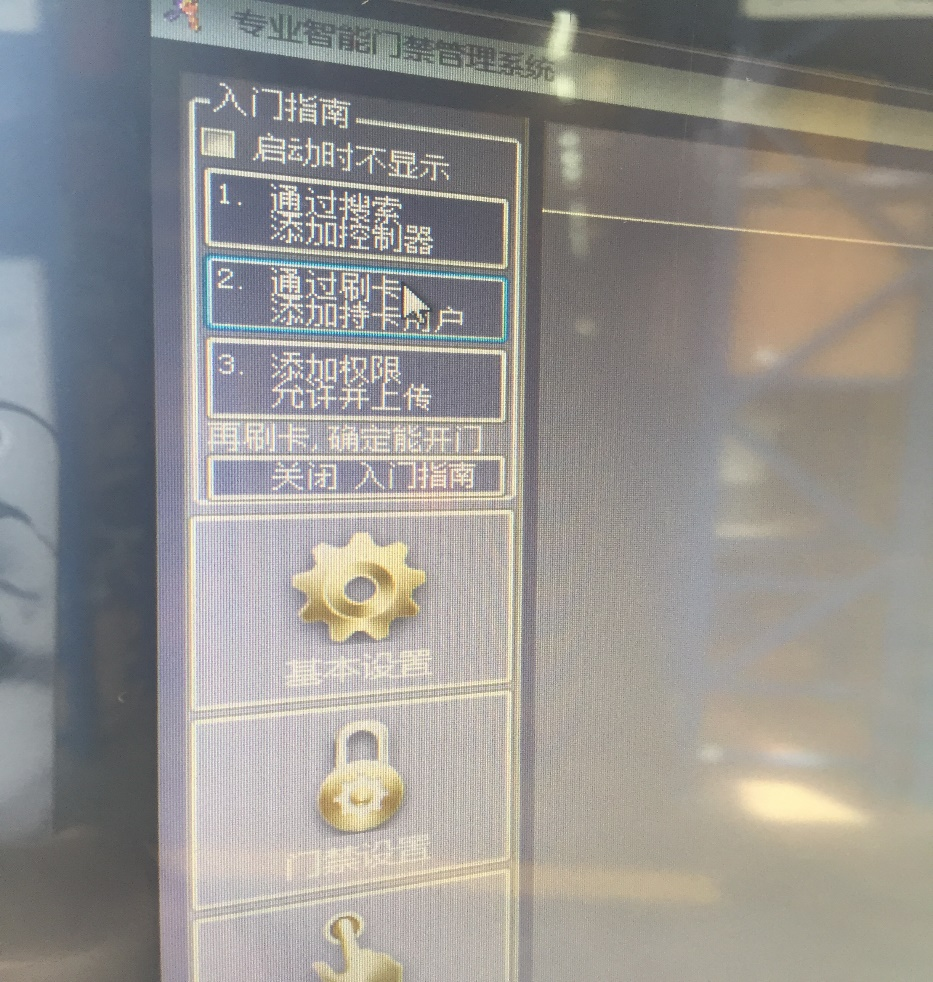 专业智能门禁管理系统
入门指南
启动时不显示
1. 通过搜索
添加控制器
2. 通过刷卡
添加持卡用户
3. 添加权限
允许并上传
再刷卡,确定能开门
关闭 入门指南
基本设置
门禁设置